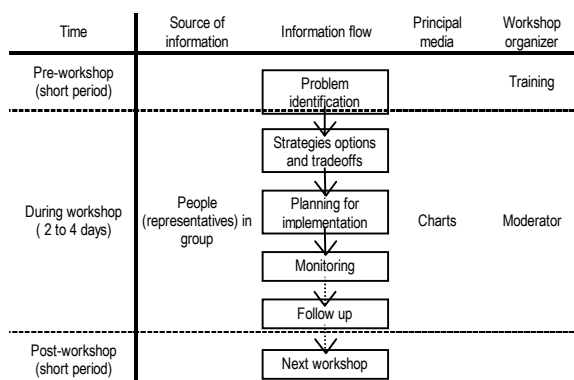 Time
Source of
information
Information flow
Principal
media
Workshop
organizer
Pre-workshop
(short period)
Problem
identification
Training
Strategies options
and tradeoffs
During workshop
( 2 to 4 days)
People
(representatives) in
group
Planning for
implementation
Charts
Moderator
Monitoring
Follow up
Post-workshop
(short period)
Next workshop